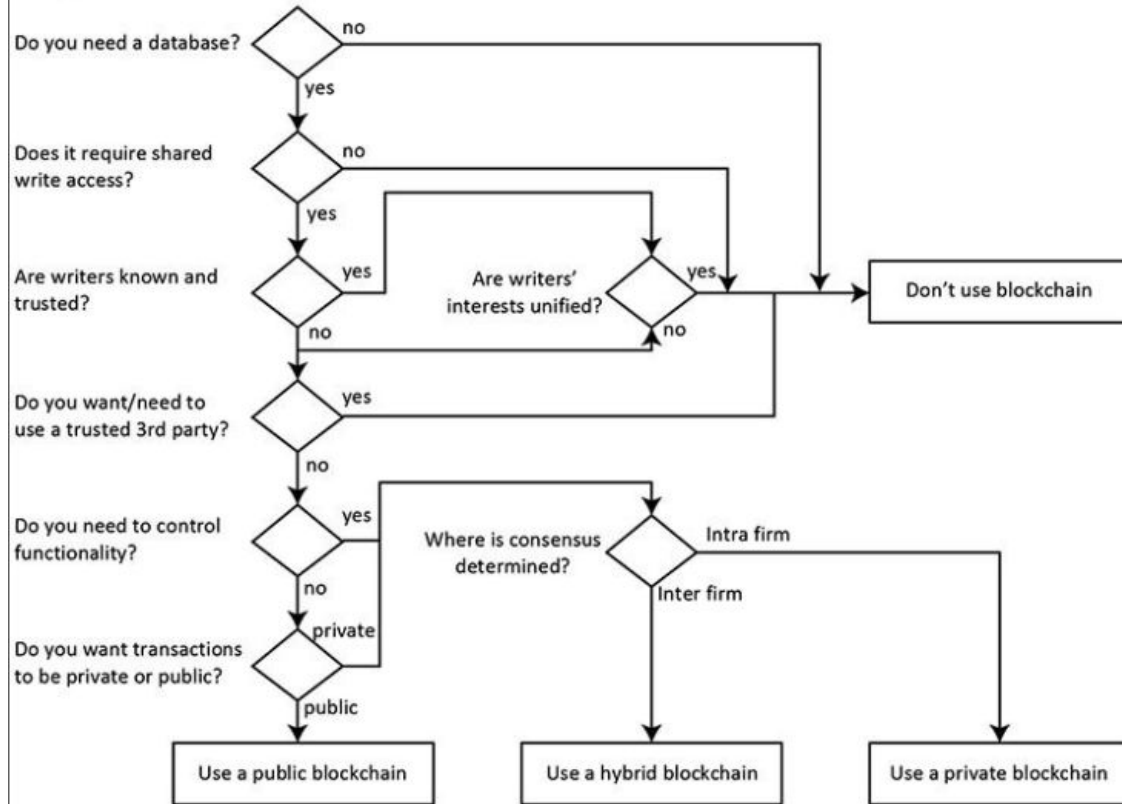 Do you need a database?
no
yes
Does it require shared
write access?
no
yes
Are writers known and
trusted?
yes
no
Are writers’
interests unified?
yes
no
Don’t use blockchain
Do you want/need to
use a trusted 3rd party?
yes
no
Do you need to control
functionality?
yes
no
Where is consensus
determined?
Intra firm
Inter firm
Do you want transactions
to be private or public?
private
public
Use a public blockchain
Use a hybrid blockchain
Use a private blockchain